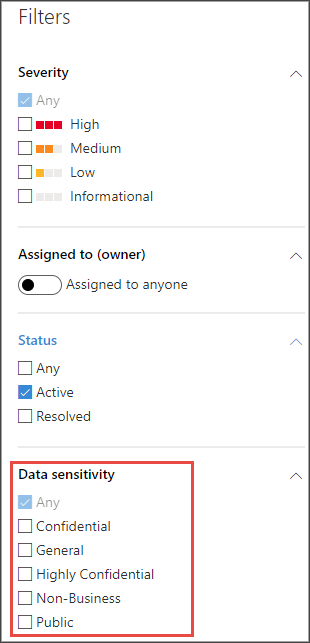 Filters
Severity
Any
High
Medium
Low
Informational
Assigned to (owner)
Assigned to anyone
Status
Any
Active
Resolved
Data sensitivity
Any
Confidential
General
Highly Confidential
Non-Business
Public